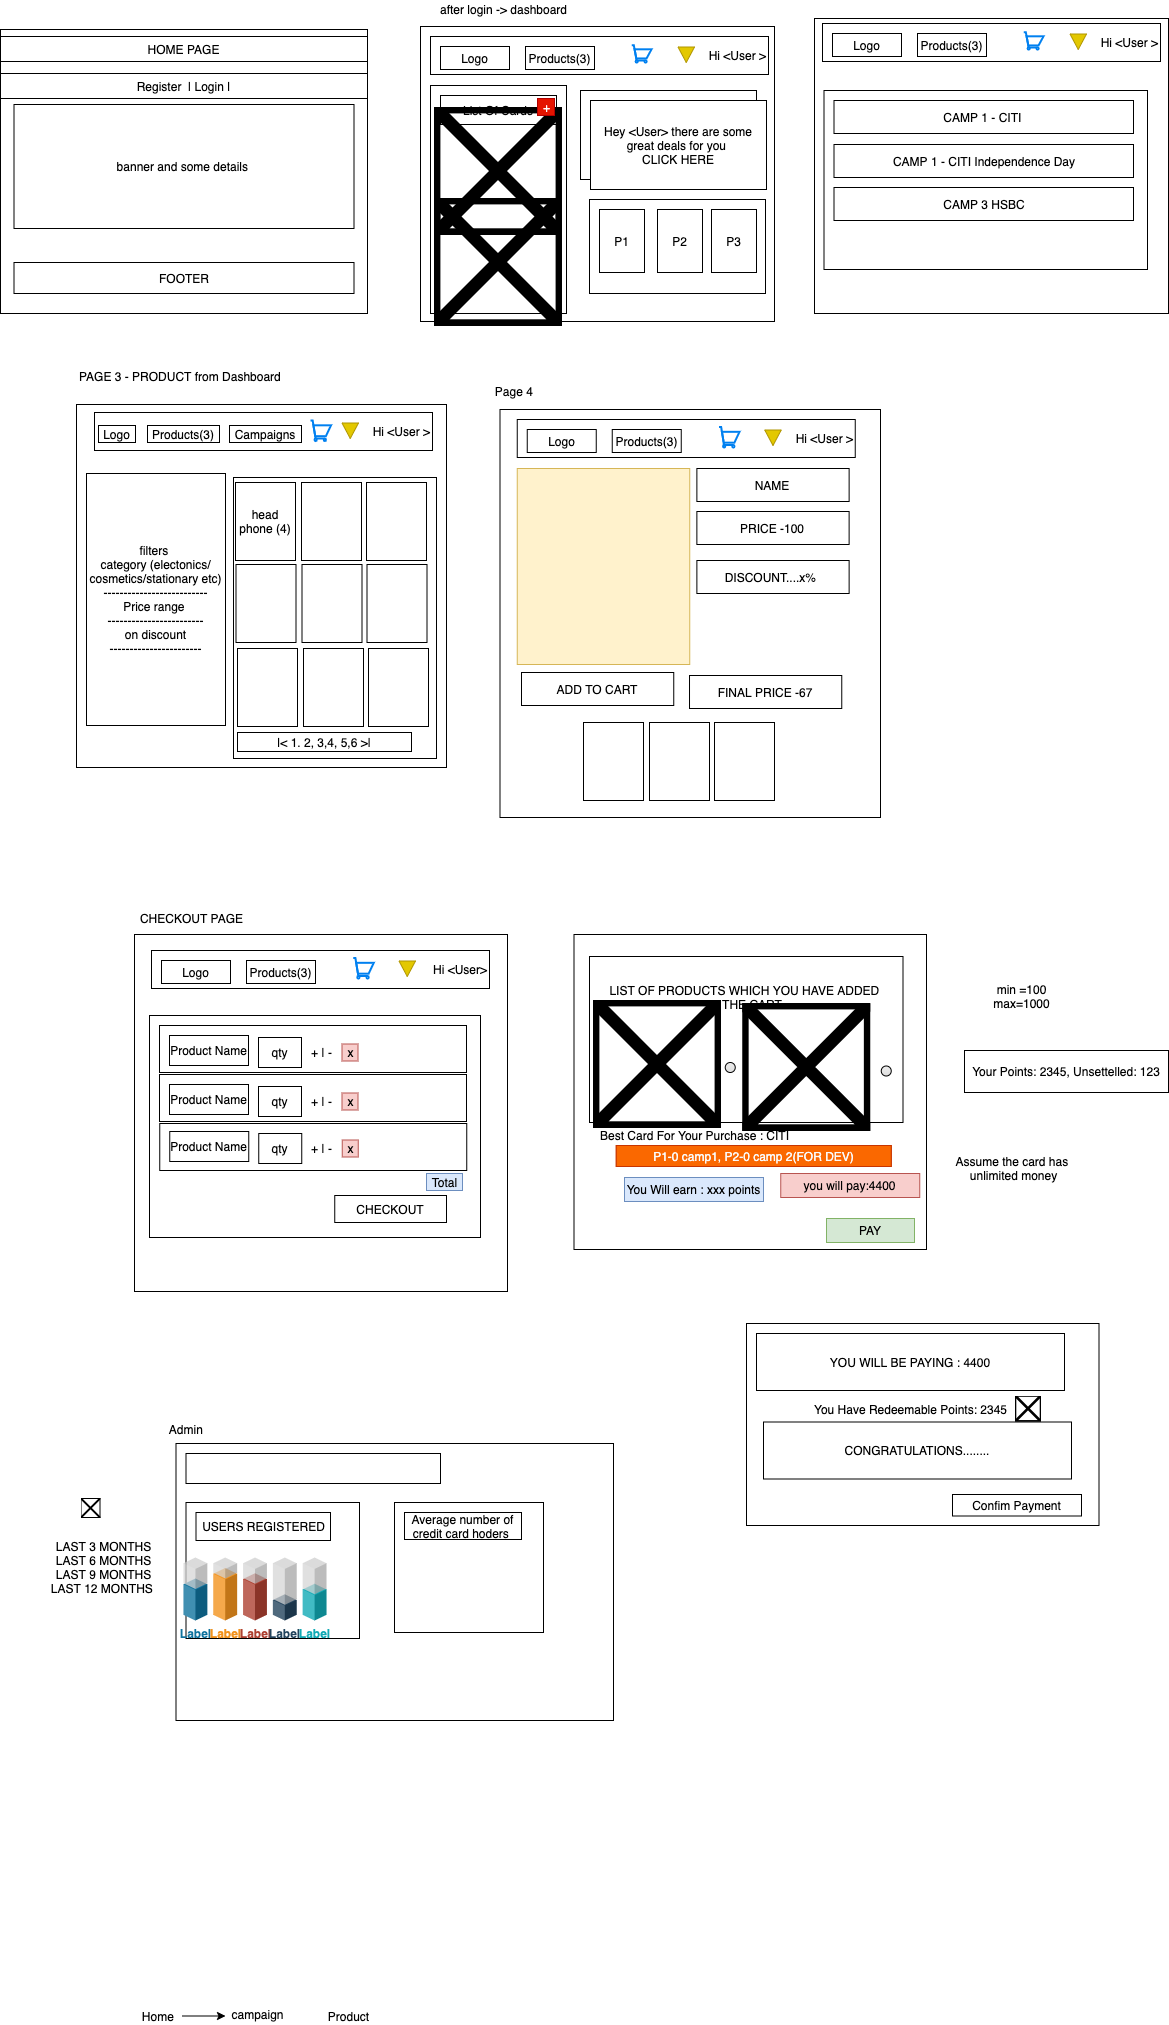 after login -> dashboard
HOME PAGE
Register | Login |
banner and some details
FOOTER
Logo
Products(3)
Hi <User >
List Of Cards
+
Hey <User> there are some
great deals for you
CLICK HERE
P1
P2
P3
Logo
Products(3)
Hi <User >
CAMP 1 - CITI
CAMP 1 - CITI Independence Day
CAMP 3 HSBC
PAGE 3 - PRODUCT from Dashboard
Logo
Products(3)
Campaigns
Hi <User >
filters
category (electonics/
cosmetics/stationary etc)
--------------------------
Price range
------------------------
on discount
-----------------------
head
phone (4)
|< 1. 2, 3,4, 5,6 >|
Page 4
Logo
Products(3)
Hi <User >
NAME
PRICE -100
DISCOUNT....x%
ADD TO CART
FINAL PRICE -67
CHECKOUT PAGE
Logo
Products(3)
Hi <User>
Product Name
qty
+ | -
x
Product Name
qty
+ | -
x
Product Name
qty
+ | -
x
Total
CHECKOUT
LIST OF PRODUCTS WHICH YOU HAVE ADDED
THE CART
Best Card For Your Purchase : CITI
P1-0 camp1, P2-0 camp 2(FOR DEV)
You Will earn : xxx points
you will pay:4400
PAY
min =100
max=1000
Your Points: 2345, Unsettelled: 123
Assume the card has
unlimited money
YOU WILL BE PAYING : 4400
You Have Redeemable Points: 2345
CONGRATULATIONS........
Confim Payment
Admin
USERS REGISTERED
Label
Label
Label
Label
Label
Average number of
credit card hoders
LAST 3 MONTHS
LAST 6 MONTHS
LAST 9 MONTHS
LAST 12 MONTHS
Home
campaign
Product